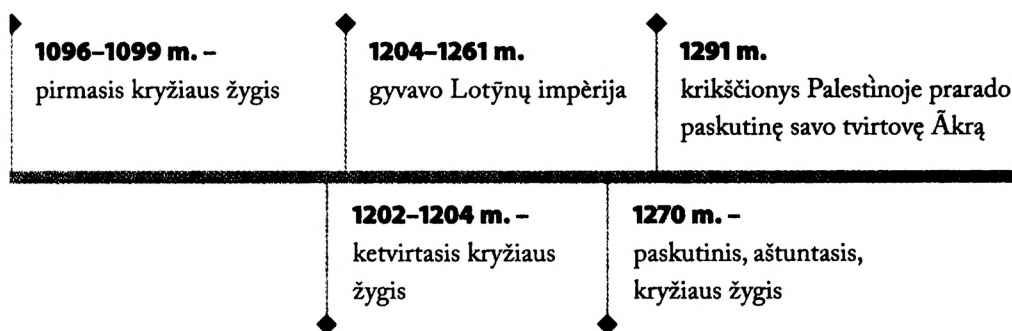 1096–1099 m. –
pirmasis kryžiaus žygis
1204–1261 m.
gyvavo Lotỹnų impèrija
1291 m.
krikščionys Palestìnoje prarado
paskutinę savo tvirtovę Ãkrą
1202–1204 m. –
ketvirtasis kryžiaus
žygis
1270 m. –
paskutinis, aštuntasis,
kryžiaus žygis